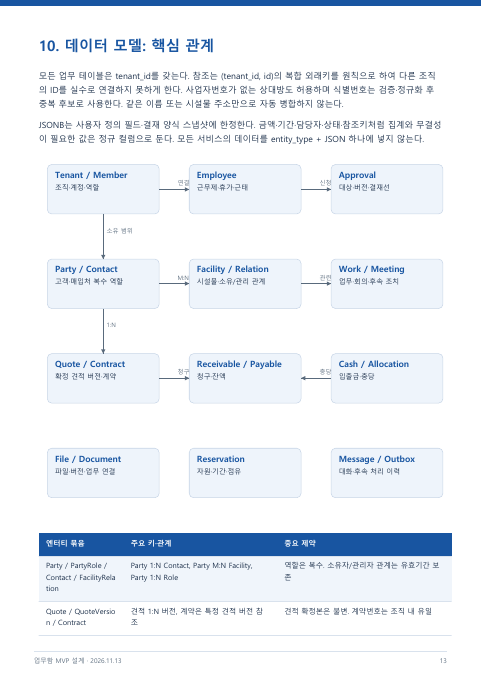 10. 데이터 모델: 핵심 관계
모든 업무 테이블은 tenant_id를 갖는다. 참조는 (tenant_id, id)의 복합 외래키를 원칙으로 하여 다른 조직
의 ID를 실수로 연결하지 못하게 한다. 사업자번호가 없는 상대방도 허용하며 식별번호는 검증·정규화 후
중복 후보로 사용한다. 같은 이름 또는 시설물 주소만으로 자동 병합하지 않는다.
JSONB는 사용자 정의 필드·결재 양식 스냅샷에 한정한다. 금액·기간·담당자·상태·참조키처럼 집계와 무결성
이 필요한 값은 정규 컬럼으로 둔다. 모든 서비스의 데이터를 entity_type + JSON 하나에 넣지 않는다.
Tenant / Member
조직·계정·역할
연결
Employee
근무제·휴가·근태
신청
Approval
대상·버전·결재선
소유 범위
Party / Contact
고객·매입처 복수 역할
M:N
Facility / Relation
시설물·소유/관리 관계
관련
Work / Meeting
업무·회의·후속 조치
1:N
Quote / Contract
확정 견적 버전·계약
청구
Receivable / Payable
청구·잔액
충당
Cash / Allocation
입출금·충당
File / Document
파일·버전·업무 연결
Reservation
자원·기간·점유
Message / Outbox
대화·후속 처리 이력
엔터티 묶음 주요 키·관계 중요 제약
Party / PartyRole /
Contact / FacilityRela
tion
Party 1:N Contact, Party M:N Facility,
Party 1:N Role
역할은 복수. 소유자/관리자 관계는 유효기간 보
존
Quote / QuoteVersio
n / Contract
견적 1:N 버전, 계약은 특정 견적 버전 참
조
견적 확정본은 불변. 계약번호는 조직 내 유일
업무함 MVP 설계 · 2026.11.13
13